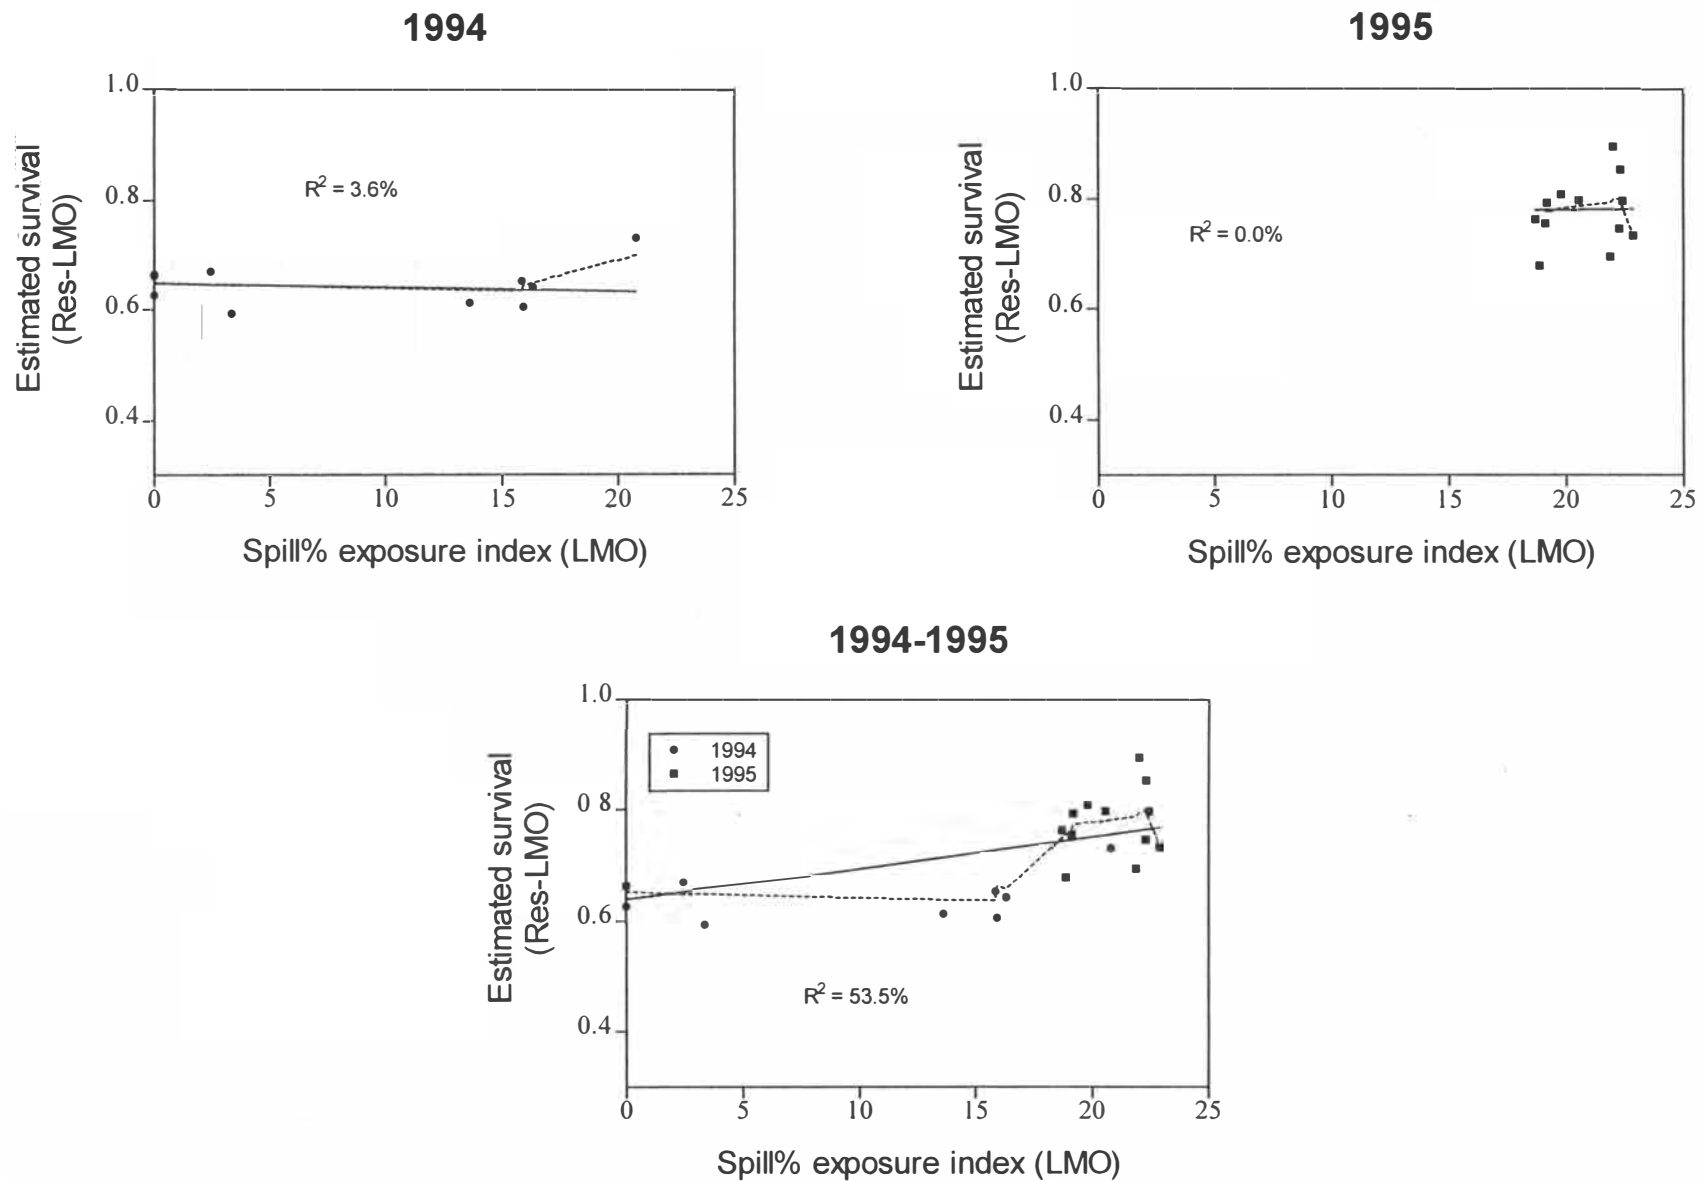 1994
1.0
0.8
0.6
0.4
Estimated survival
(Res-LMO)
R² = 3.6%
0 5 10 15 20 25
Spill% exposure index (LMO)
1995
1.0
0.8
0.6
0.4
Estimated survival
(Res-LMO)
R² = 0.0%
0 5 10 15 20 25
Spill% exposure index (LMO)
1994-1995
1.0
0 8
0.6
0.4
Estimated survival
(Res-LMO)
1994
1995
R² = 53.5%
0 5 10 15 20 25
Spill% exposure index (LMO)